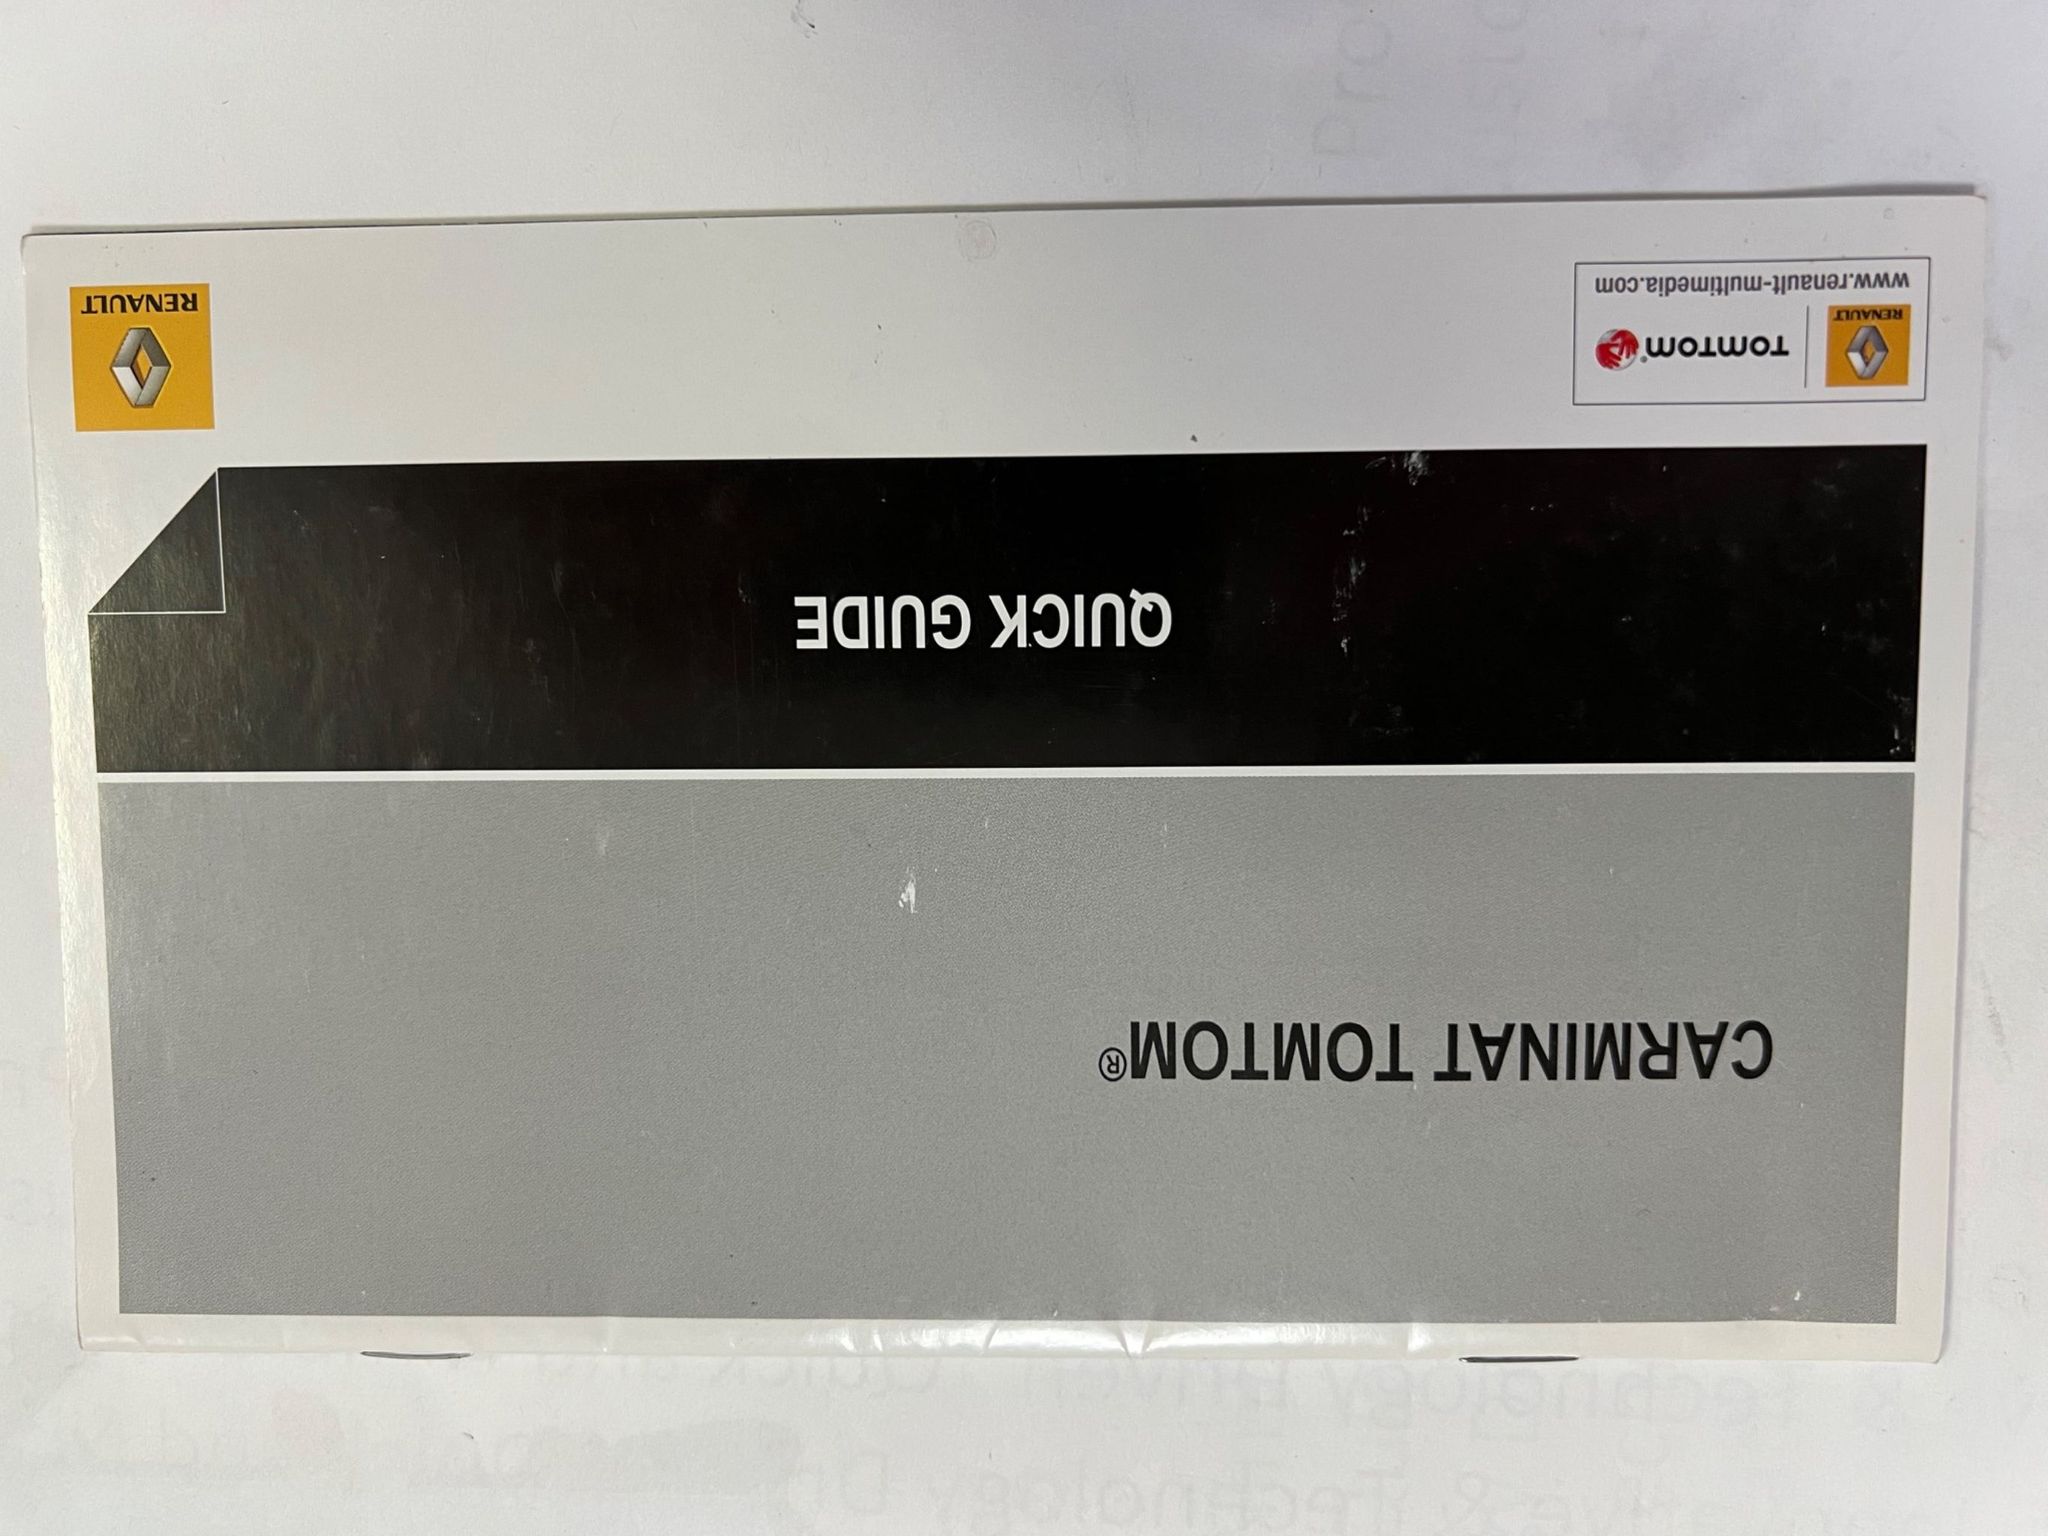 CARMINAT TOMTOM®
QUICK GUIDE
RENAULT
TOMTOM®
www.renault-multimedia.com
RENAULT